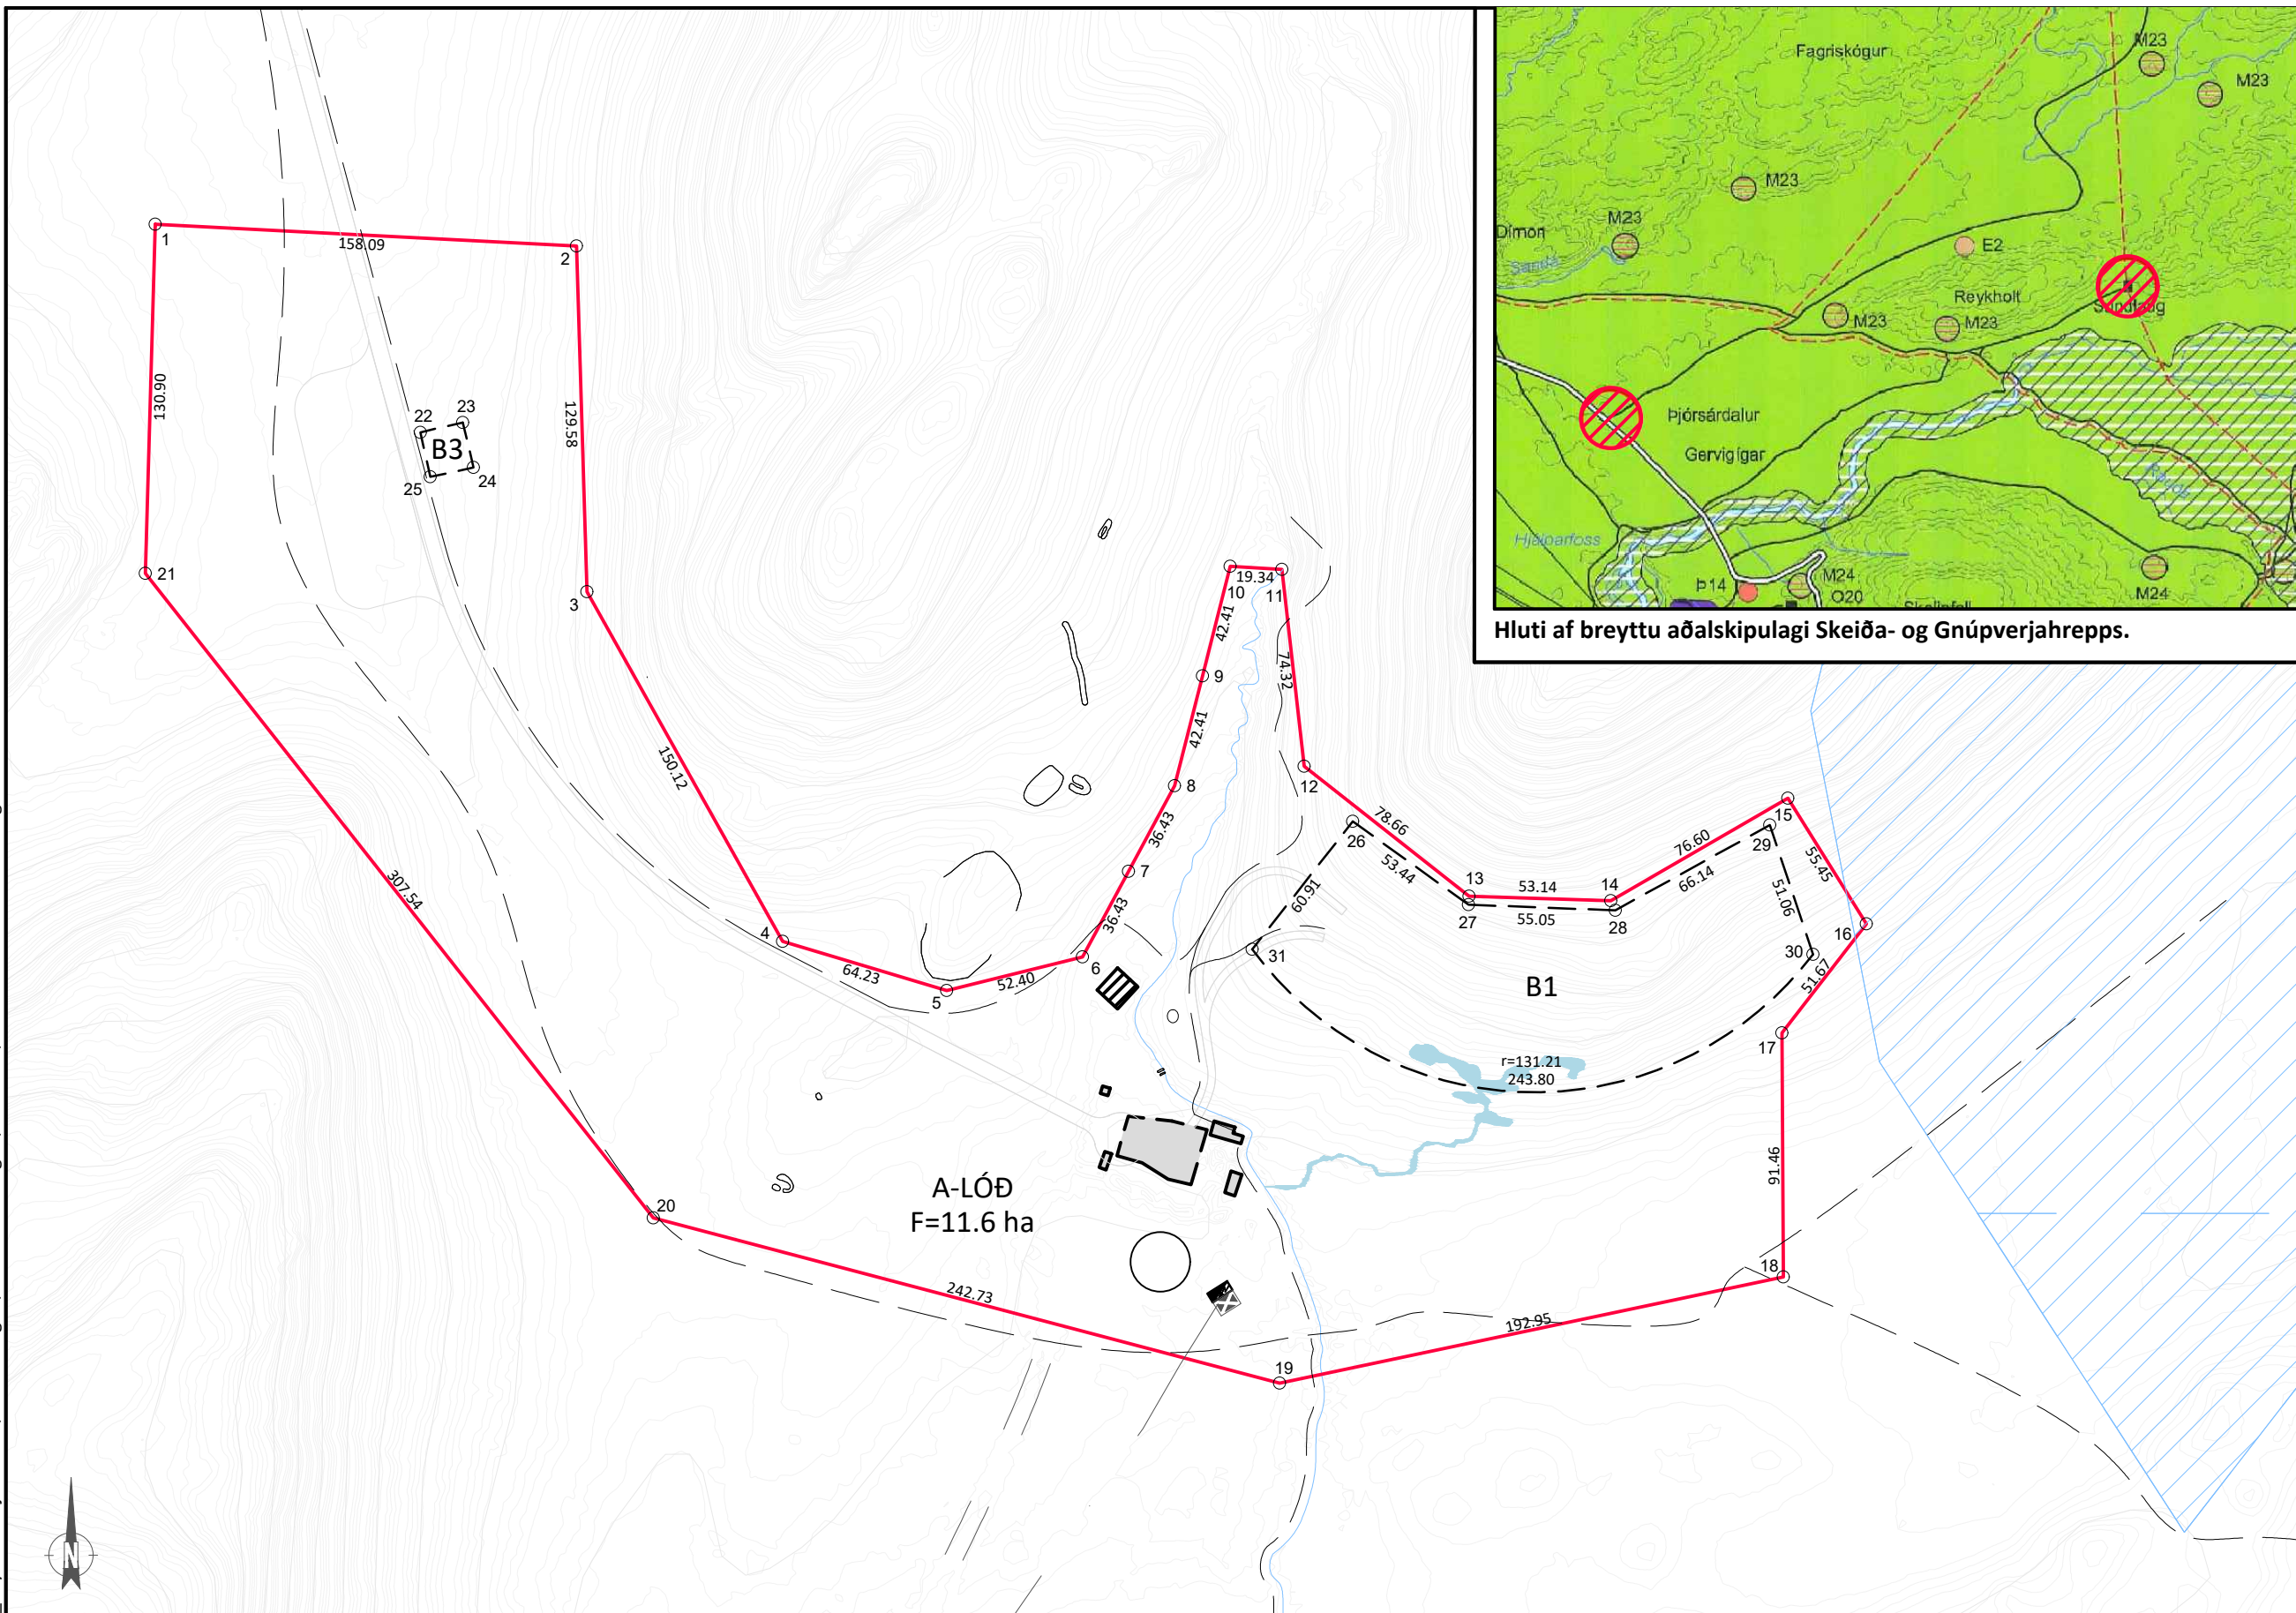 Fagriskógur
M23
M23
M23
M23
Dímon
Sandá
E2
Reykholt
Sundlaug
M23
M23
Þjórsárdalur
Gervigígar
Hjálparfoss
Rauðá
Þ14
M24
O20
Skeljafell
M24
Hluti af breyttu aðalskipulagi Skeiða- og Gnúpverjahrepps.
1
158.09
2
130.90
129.58
22
23
B3
25
24
21
3
10
19.34
11
42.41
74.32
9
150.12
42.41
8
12
36.43
7
78.66
15
26
53.44
76.60
29
55.45
307.54
60.91
13
53.14
14
66.14
51.06
27
55.05
28
36.43
4
64.23
5
52.40
6
31
16
30
51.67
B1
17
r=131.21
243.80
91.46
A-LÓÐ
F=11.6 ha
20
242.73
18
192.95
19
N